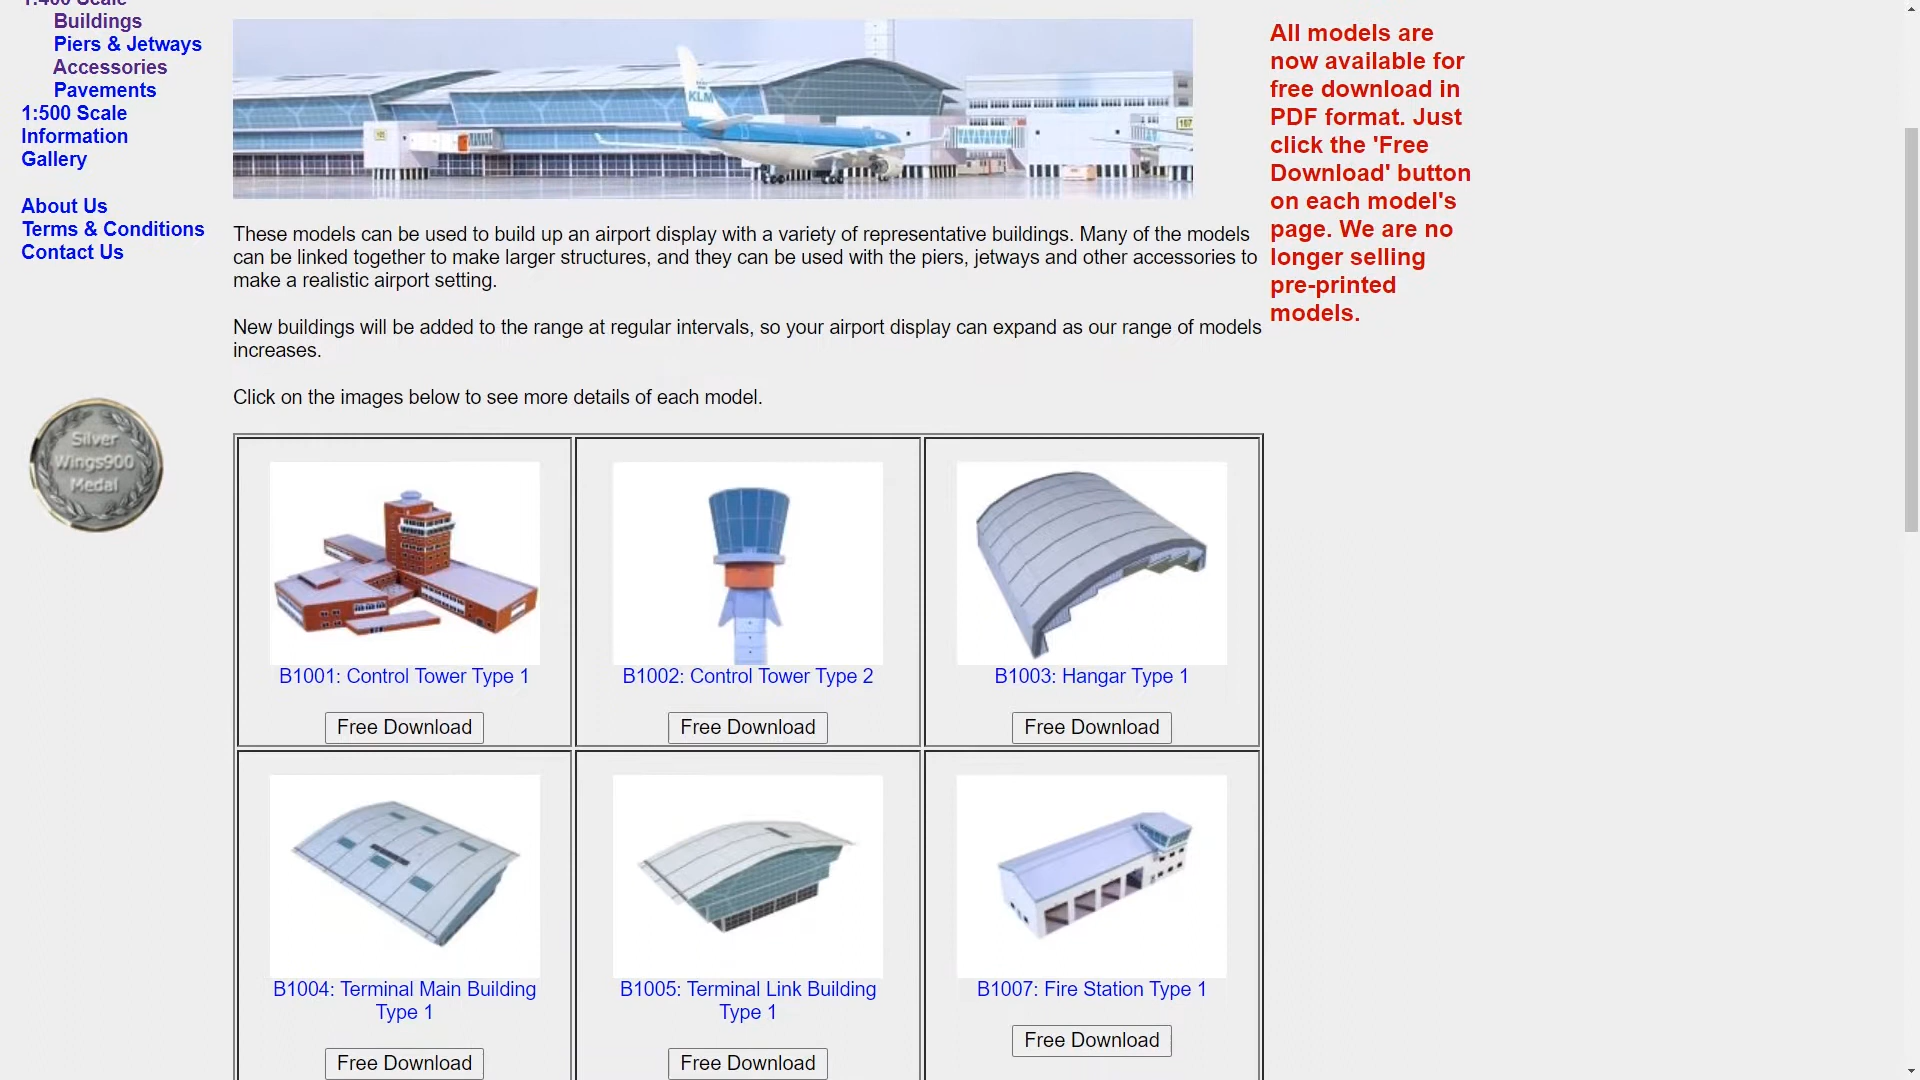 1:400 Scale
Buildings
Piers & Jetways
Accessories
Pavements
1:500 Scale
Information
Gallery
About Us
Terms & Conditions
Contact Us
Silver
Wings900
Medal
KLM
These models can be used to build up an airport display with a variety of representative buildings. Many of the models
can be linked together to make larger structures, and they can be used with the piers, jetways and other accessories to
make a realistic airport setting.
New buildings will be added to the range at regular intervals, so your airport display can expand as our range of models
increases.
Click on the images below to see more details of each model.
All models are
now available for
free download in
PDF format. Just
click the 'Free
Download' button
on each model's
page. We are no
longer selling
pre-printed
models.
B1001: Control Tower Type 1
Free Download
B1002: Control Tower Type 2
Free Download
B1003: Hangar Type 1
Free Download
B1004: Terminal Main Building
Type 1
Free Download
B1005: Terminal Link Building
Type 1
Free Download
B1007: Fire Station Type 1
Free Download